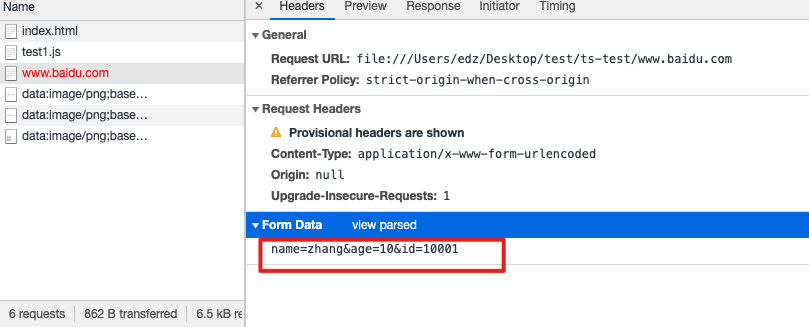 Name
index.html
test1.js
www.baidu.com
data:image/png;base...
data:image/png;base...
data:image/png;base...
6 requests 862 B transferred 6.5 kB re
× Headers Preview Response Initiator Timing
▼ General
Request URL: file:///Users/edz/Desktop/test/ts-test/www.baidu.com
Referrer Policy: strict-origin-when-cross-origin
▼ Request Headers
Provisional headers are shown
Content-Type: application/x-www-form-urlencoded
Origin: null
Upgrade-Insecure-Requests: 1
▼ Form Data view parsed
name=zhang&age=10&id=10001